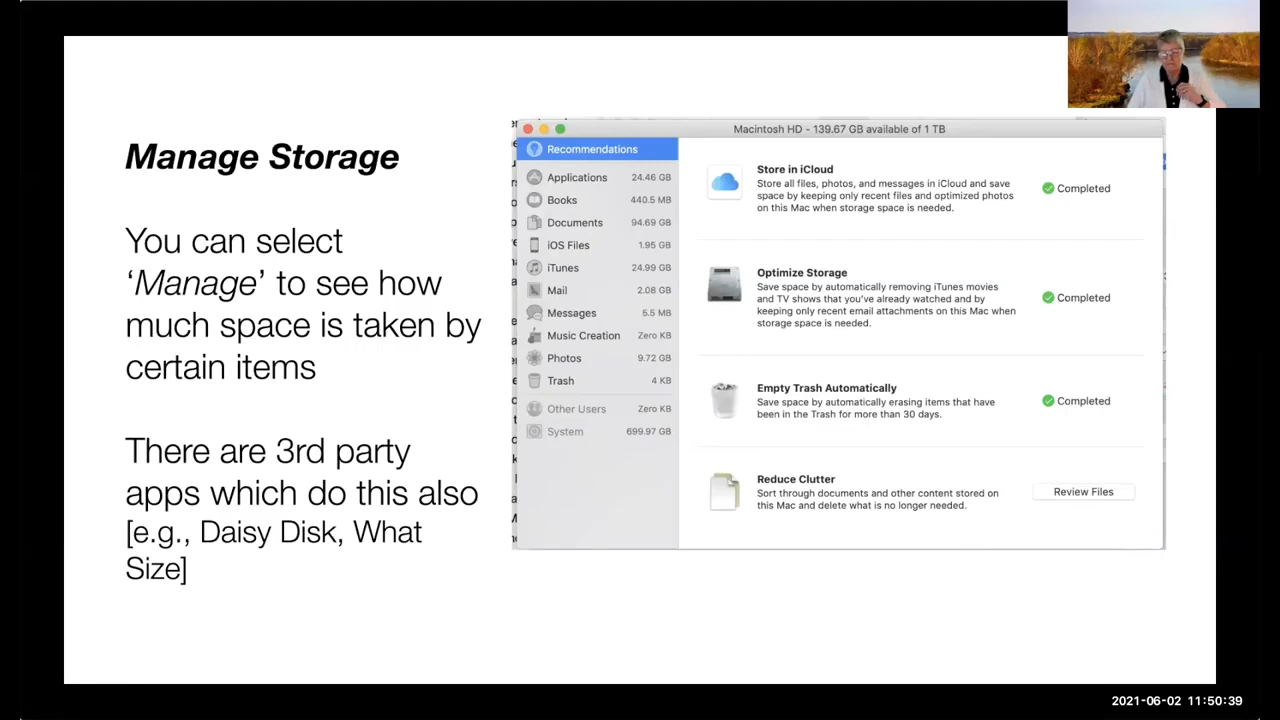 Manage Storage
You can select
‘Manage’ to see how
much space is taken by
certain items
There are 3rd party
apps which do this also
[e.g., Daisy Disk, What
Size]
Macintosh HD - 139.67 GB available of 1 TB
Recommendations
Applications 24.46 GB
Books 440.5 MB
Documents 94.69 GB
iOS Files 1.95 GB
iTunes 24.99 GB
Mail 2.08 GB
Messages 5.5 MB
Music Creation Zero KB
Photos 9.72 GB
Trash 4 KB
Other Users Zero KB
System 699.97 GB
Store in iCloud
Store all files, photos, and messages in iCloud and save
space by keeping only recent files and optimized photos
on this Mac when storage space is needed.
Completed
Optimize Storage
Save space by automatically removing iTunes movies
and TV shows that you've already watched and by
keeping only recent email attachments on this Mac when
storage space is needed.
Completed
Empty Trash Automatically
Save space by automatically erasing items that have
been in the Trash for more than 30 days.
Completed
Reduce Clutter
Sort through documents and other content stored on
this Mac and delete what is no longer needed.
Review Files
2021-06-02 11:50:39